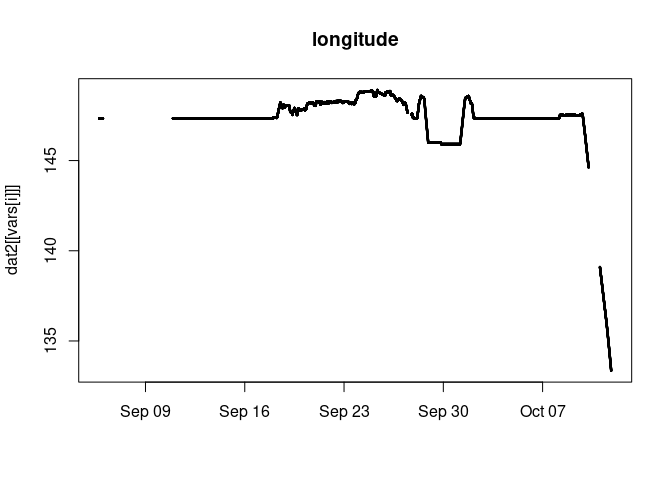 longitude
dat2[[vars[i]]]
145
140
135
Sep 09
Sep 16
Sep 23
Sep 30
Oct 07